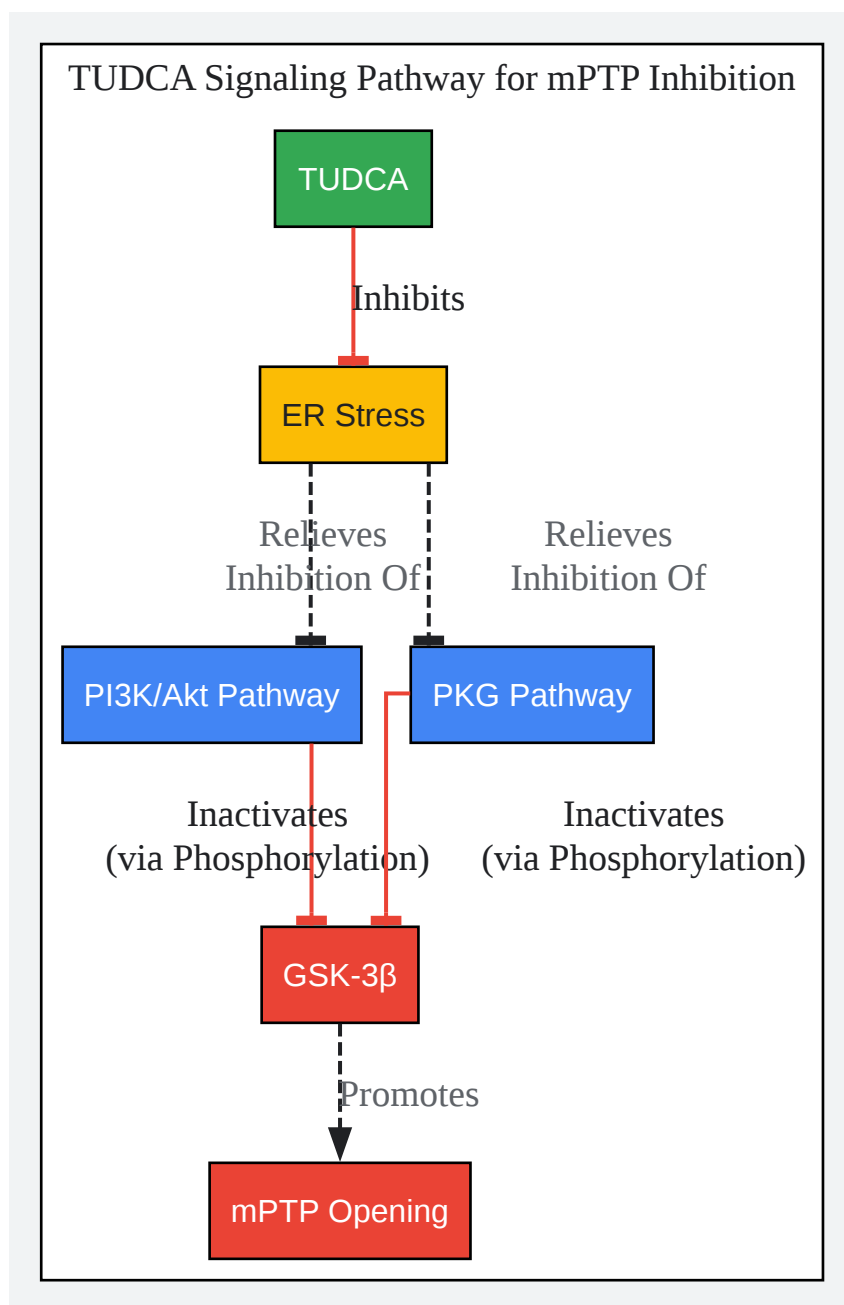 TUDCA Signaling Pathway for mPTP Inhibition
TUDCA
Inhibits
ER Stress
Relieves
Inhibition Of
Relieves
Inhibition Of
PI3K/Akt Pathway
PKG Pathway
Inactivates
(via Phosphorylation)
Inactivates
(via Phosphorylation)
GSK-3β
Promotes
mPTP Opening